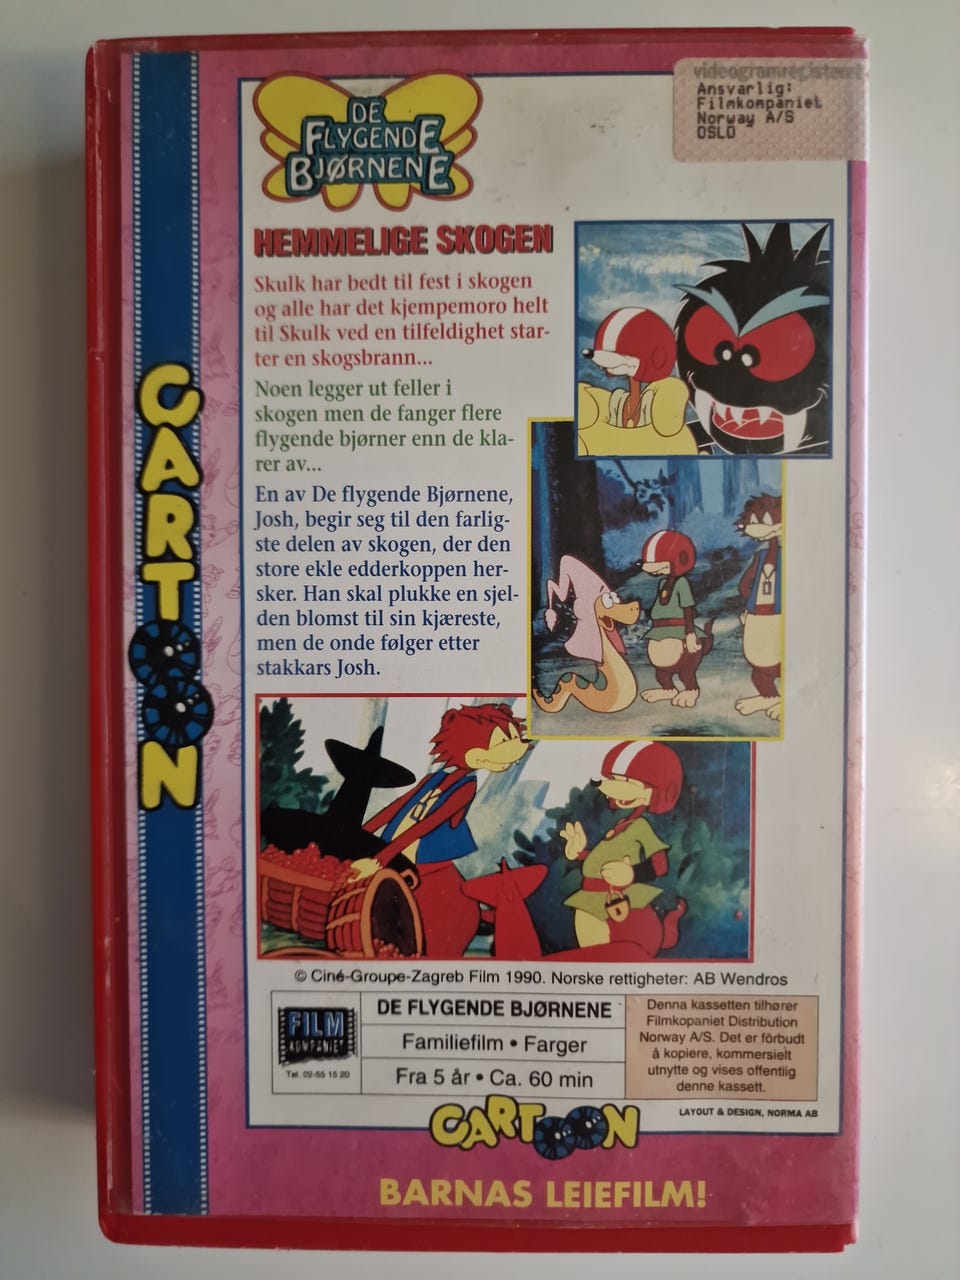 videogramregisteret
Ansvarlig:
Filmkompaniet
Norway A/S
OSLO
DE
FLYGENDE
BJØRNENE
HEMMELIGE SKOGEN
Skulk har bedt til fest i skogen
og alle har det kjempemoro helt
til Skulk ved en tilfeldighet star-
ter en skogsbrann...
Noen legger ut feller i
skogen men de fanger flere
flygende bjørner enn de kla-
rer av...
En av De flygende Bjørnene,
Josh, begir seg til den farlig-
ste delen av skogen, der den
store ekle edderkoppen her-
sker. Han skal plukke en sjel-
den blomst til sin kjæreste,
men de onde følger etter
stakkars Josh.
CARTOON
© Ciné-Groupe-Zagreb Film 1990. Norske rettigheter: AB Wendros
FILM
KOMPANIET
Tel. 02-55 15 20
DE FLYGENDE BJØRNENE
Familiefilm • Farger
Fra 5 år • Ca. 60 min
Denna kassetten tilhører
Filmkopaniet Distribution
Norway A/S. Det er förbudt
å kopiere, kommersielt
utnytte og vises offentlig
denne kassett.
CARTOON
LAYOUT & DESIGN, NORMA AB
BARNAS LEIEFILM!